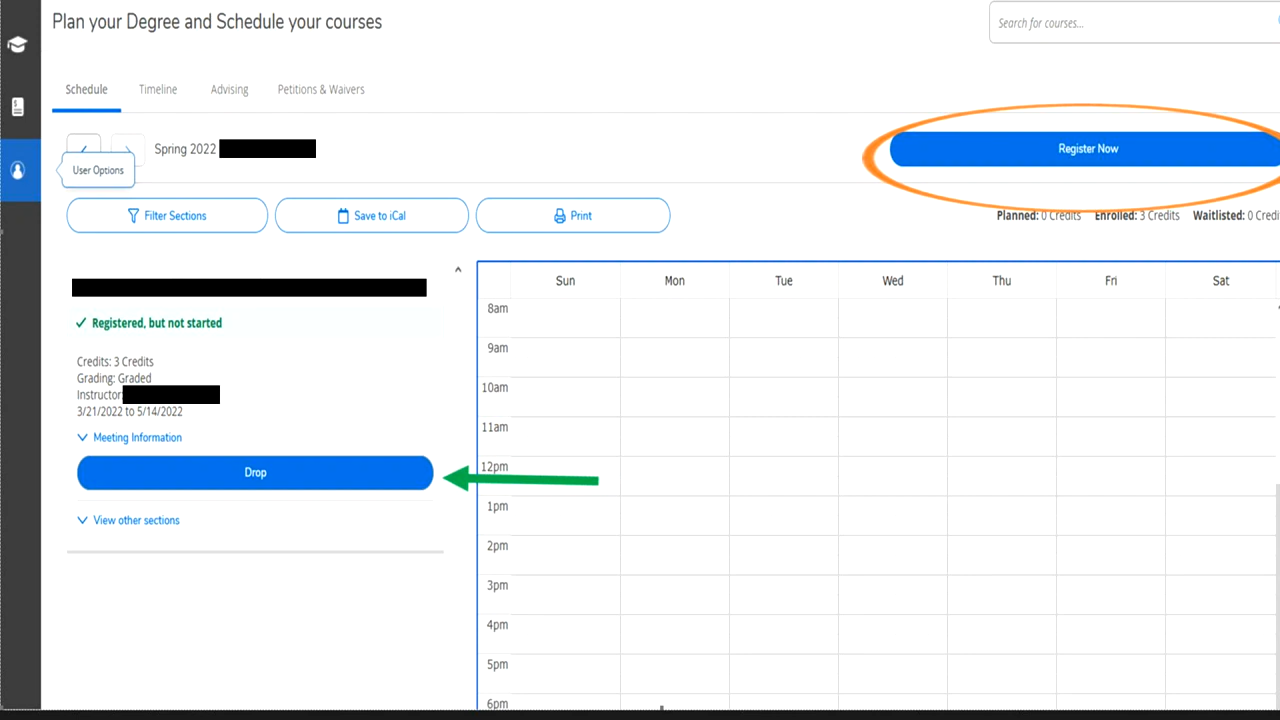 Plan your Degree and Schedule your courses
Search for courses...
Schedule Timeline Advising Petitions & Waivers
Spring 2022
Register Now
User Options
Filter Sections Save to iCal Print
Planned: 0 Credits Enrolled: 3 Credits Waitlisted: 0 Credi
Sun Mon Tue Wed Thu Fri Sat
8am
Registered, but not started
9am
Credits: 3 Credits
Grading: Graded
10am
Instructor:
3/21/2022 to 5/14/2022
11am
Meeting Information
12pm
Drop
1pm
View other sections
2pm
3pm
4pm
5pm
6pm